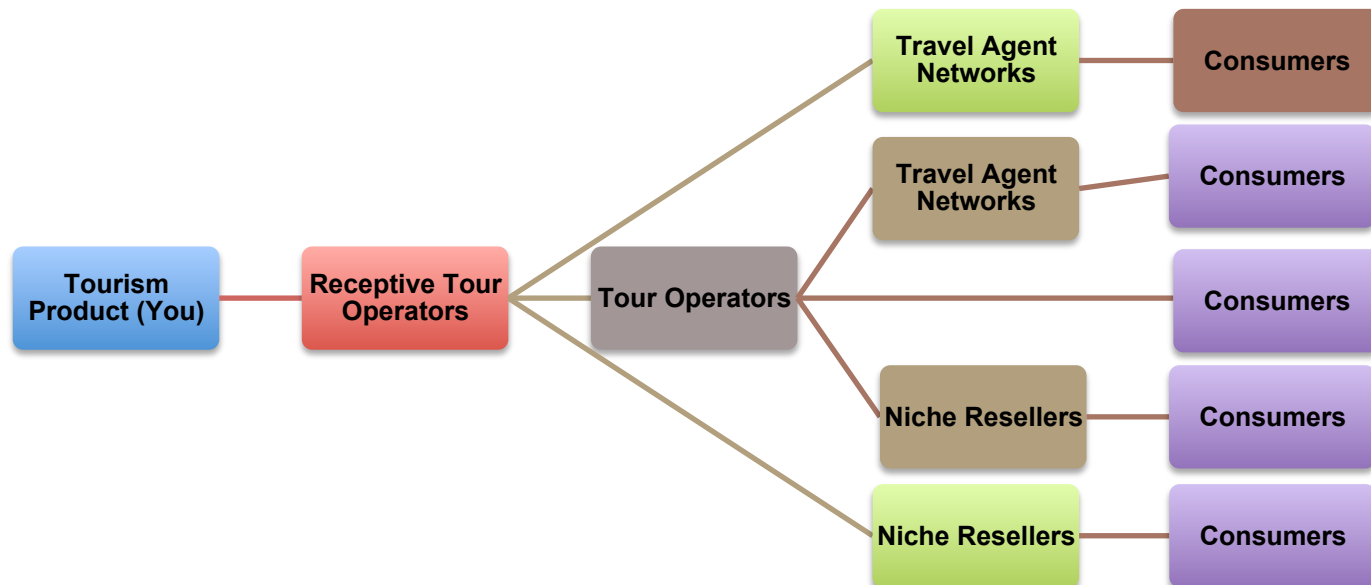 Travel Agent
Networks
Consumers
Travel Agent
Networks
Consumers
Tourism
Product (You)
Receptive Tour
Operators
Tour Operators
Consumers
Niche Resellers
Consumers
Niche Resellers
Consumers